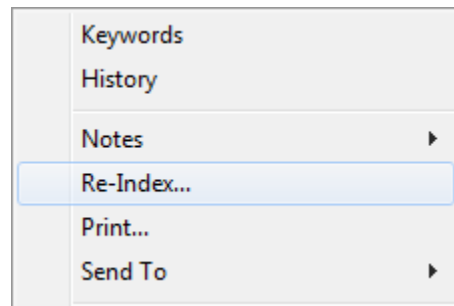 Keywords
History
Notes
Re-Index...
Print...
Send To